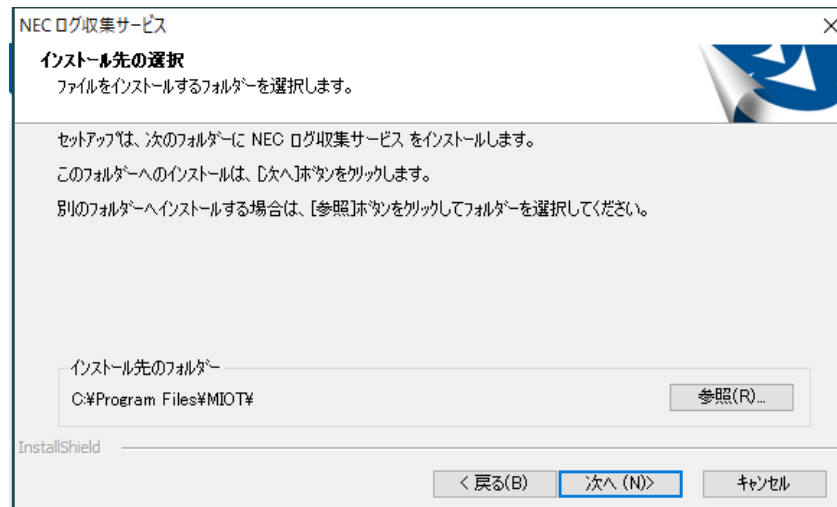 NEC ログ収集サービス
インストール先の選択
ファイルをインストールするフォルダーを選択します。
セットアップは、次のフォルダーに NEC ログ収集サービス をインストールします。
このフォルダーへのインストールは、[次へ]ボタンをクリックします。
別のフォルダーへインストールする場合は、[参照]ボタンをクリックしてフォルダーを選択してください。
インストール先のフォルダー
C:¥Program Files¥MIOT¥
参照(R)...
InstallShield
< 戻る(B)
次へ (N)>
キャンセル